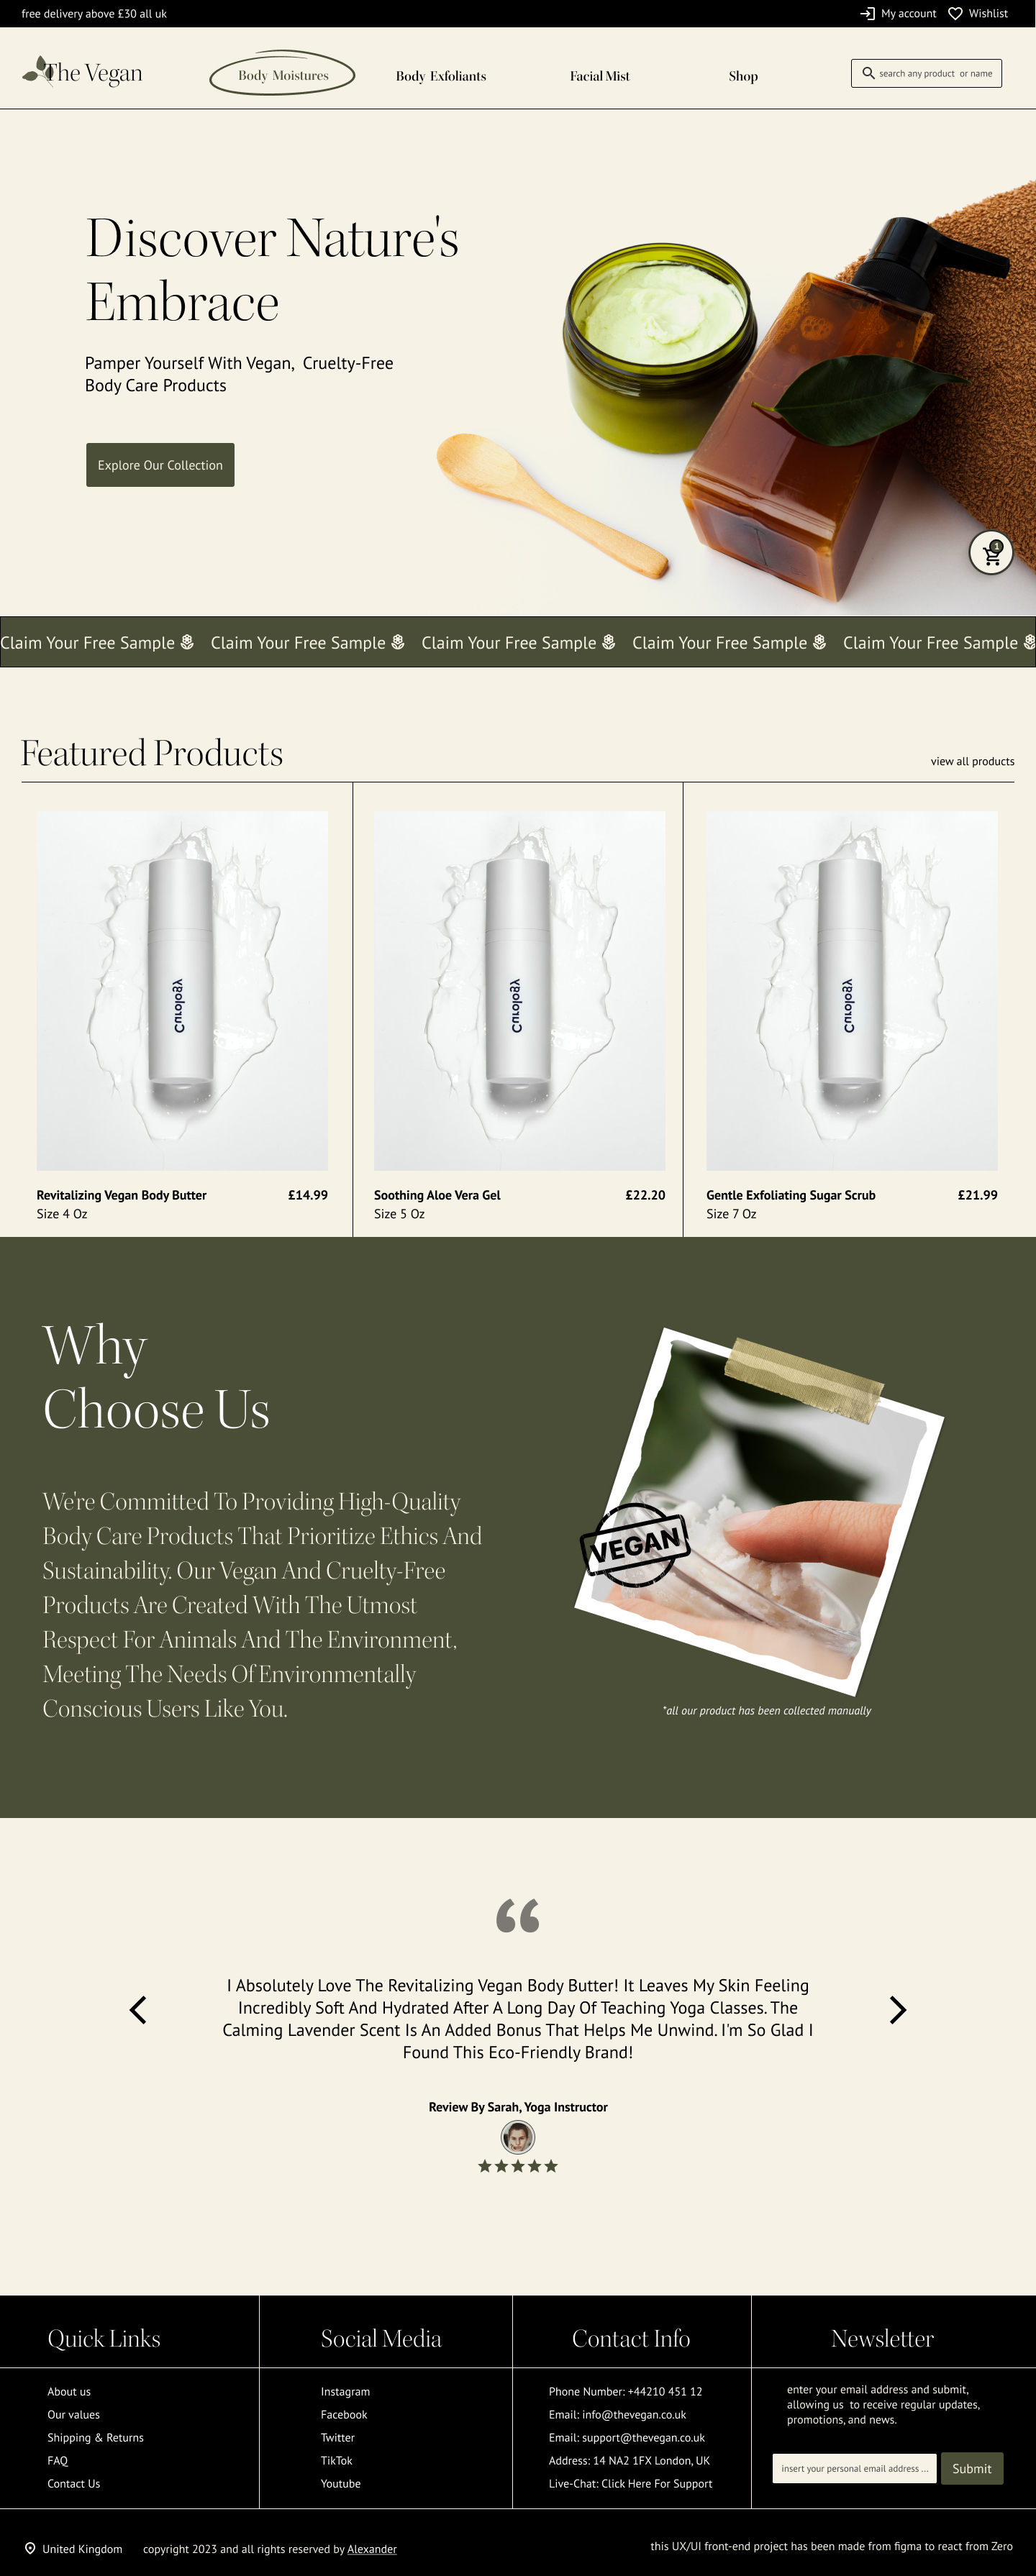 free delivery above £30 all uk
My account
Wishlist
The Vegan
Body Moistures
Body Exfoliants
Facial Mist
Shop
search any product  or name
Discover Nature's
Embrace
Pamper Yourself With Vegan,  Cruelty-Free
Body Care Products
Explore Our Collection
1
Claim Your Free Sample
Claim Your Free Sample
Claim Your Free Sample
Claim Your Free Sample
Claim Your Free Sample
Featured Products
view all products
Curology
Curology
Curology
Revitalizing Vegan Body Butter
£14.99
Size 4 Oz
Soothing Aloe Vera Gel
£22.20
Size 5 Oz
Gentle Exfoliating Sugar Scrub
£21.99
Size 7 Oz
Why
Choose Us
We're Committed To Providing High-Quality
Body Care Products That Prioritize Ethics And
Sustainability. Our Vegan And Cruelty-Free
Products Are Created With The Utmost
Respect For Animals And The Environment,
Meeting The Needs Of Environmentally
Conscious Users Like You.
VEGAN
*all our product has been collected manually
I Absolutely Love The Revitalizing Vegan Body Butter! It Leaves My Skin Feeling
Incredibly Soft And Hydrated After A Long Day Of Teaching Yoga Classes. The
Calming Lavender Scent Is An Added Bonus That Helps Me Unwind. I'm So Glad I
Found This Eco-Friendly Brand!
Review By Sarah, Yoga Instructor
Quick Links
About us
Our values
Shipping & Returns
FAQ
Contact Us
Social Media
Instagram
Facebook
Twitter
TikTok
Youtube
Contact Info
Phone Number: +44210 451 12
Email: info@thevegan.co.uk
Email: support@thevegan.co.uk
Address: 14 NA2 1FX London, UK
Live-Chat: Click Here For Support
Newsletter
enter your email address and submit,
allowing us  to receive regular updates,
promotions, and news.
insert your personal email address ...
Submit
United Kingdom
copyright 2023 and all rights reserved by Alexander
this UX/UI front-end project has been made from figma to react from Zero